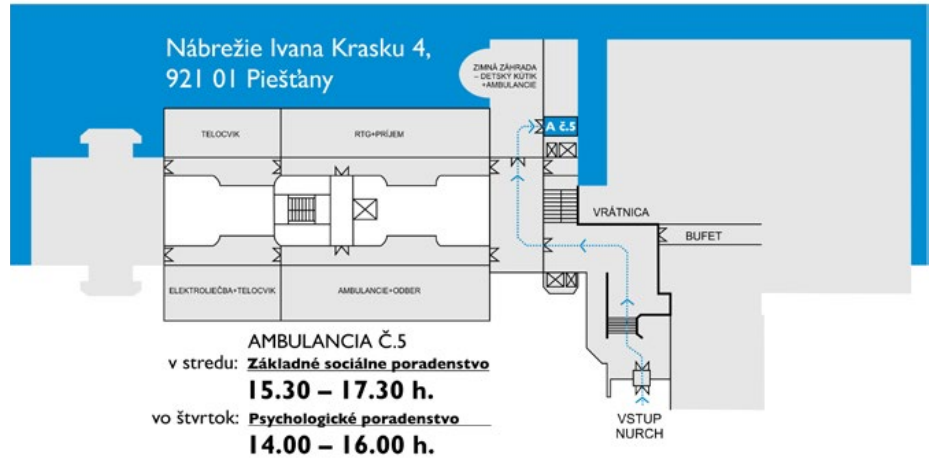 Nábrežie Ivana Krasku 4,
921 01 Piešťany
ZIMNÁ ZÁHRADA
– DETSKÝ KÚTIK
+AMBULANCIE
TELOCVIK
RTG+PRÍJEM
A č.5
VRÁTNICA
BUFET
ELEKTROLIEČBA+TELOCVIK
AMBULANCIE+ODBER
AMBULANCIA Č.5
v stredu: Základné sociálne poradenstvo
15.30 – 17.30 h.
vo štvrtok: Psychologické poradenstvo
14.00 – 16.00 h.
VSTUP
NURCH